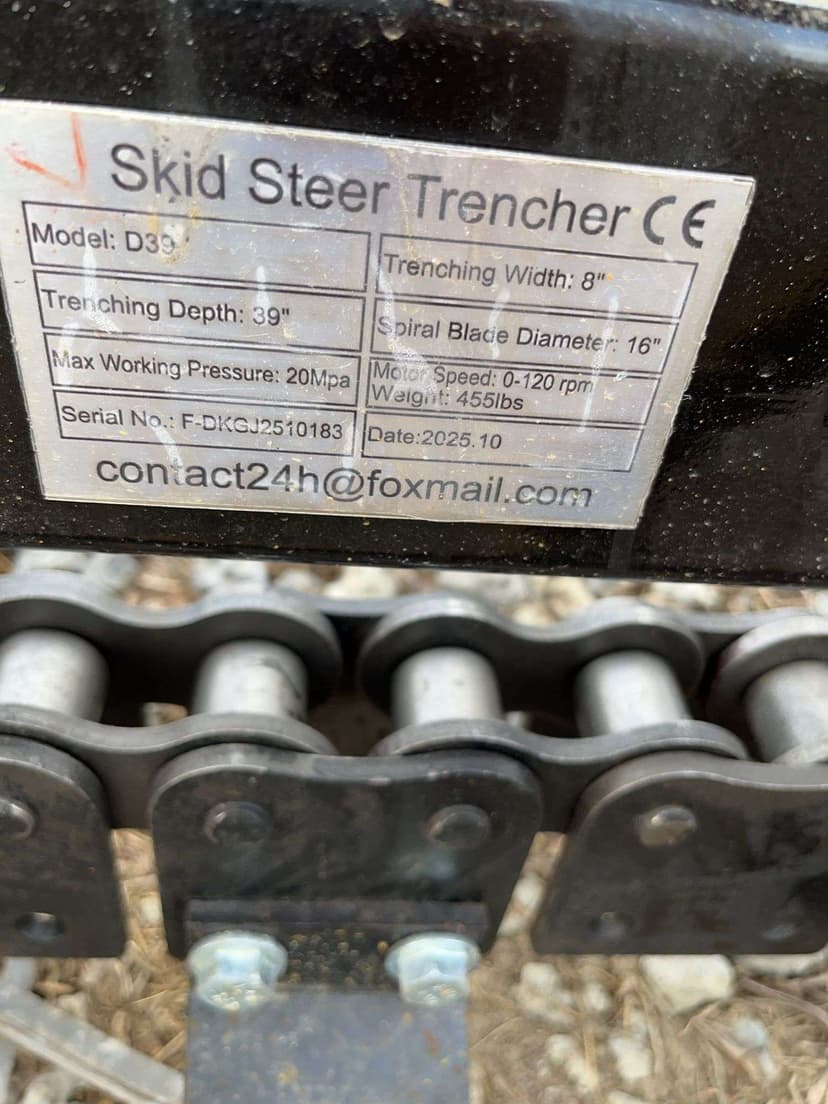 Skid Steer Trencher CE
Model: D39
Trenching Width: 8"
Trenching Depth: 39"
Spiral Blade Diameter: 16"
Max Working Pressure: 20Mpa
Motor Speed: 0-120 rpm
Weight: 455lbs
Serial No.: F-DKGJ2510183
Date:2025.10
contact24h@foxmail.com